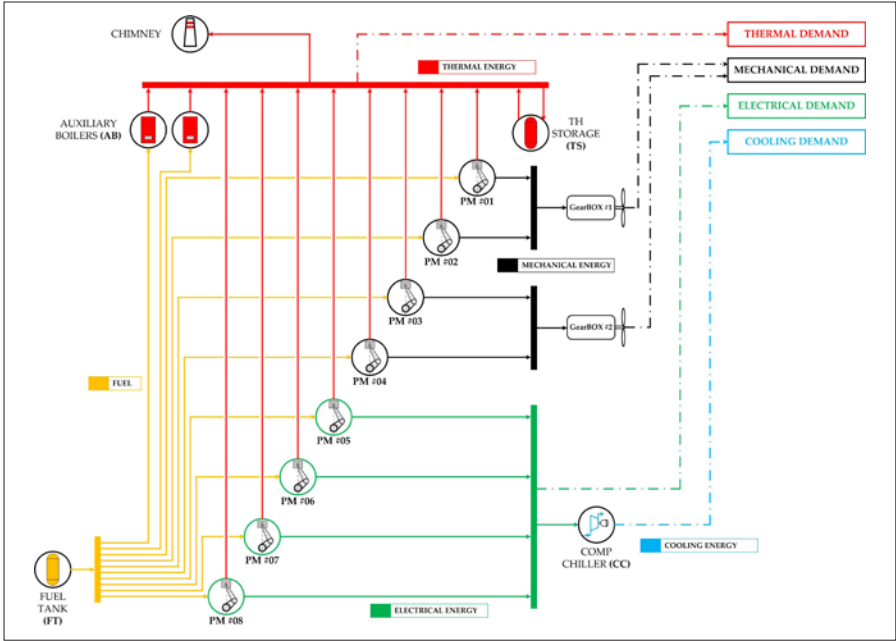 CHIMNEY
THERMAL DEMAND
THERMAL ENERGY
MECHANICAL DEMAND
ELECTRICAL DEMAND
AUXILIARY
BOILERS (AB)
TH
STORAGE
(TS)
COOLING DEMAND
PM #01
GearBOX #1
PM #02
MECHANICAL ENERGY
PM #03
GearBOX #2
PM #04
FUEL
PM #05
PM #06
PM #07
COOLING ENERGY
COMP
CHILLER (CC)
FUEL
TANK
(FT)
PM #08
ELECTRICAL ENERGY